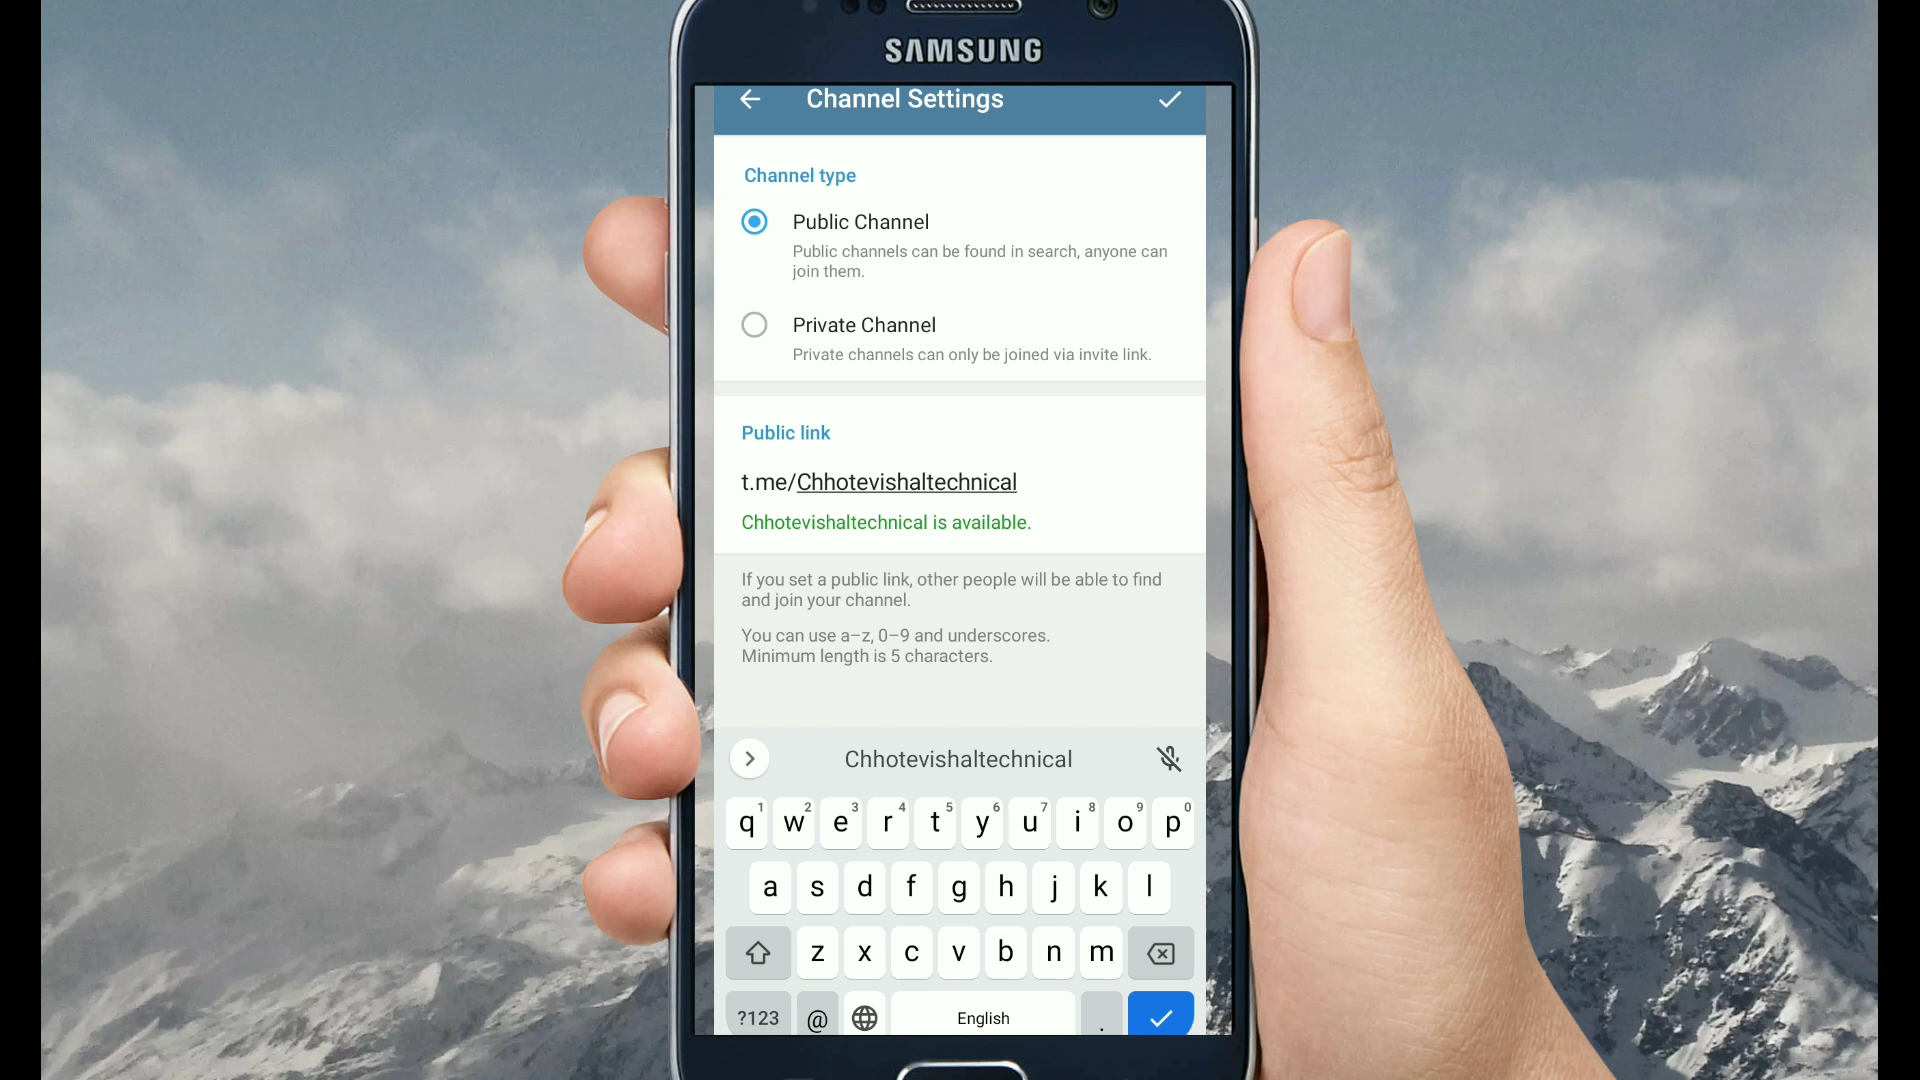 SAMSUNG
Channel Settings
Channel type
Public Channel
Public channels can be found in search, anyone can
join them.
Private Channel
Private channels can only be joined via invite link.
Public link
t.me/Chhotevishaltechnical
Chhotevishaltechnical is available.
If you set a public link, other people will be able to find
and join your channel.
You can use a–z, 0–9 and underscores.
Minimum length is 5 characters.
Chhotevishaltechnical
1 2 3 4 5 6 7 8 9 0
q w e r t y u i o p
a s d f g h j k l
z x c v b n m
?123 @ English .